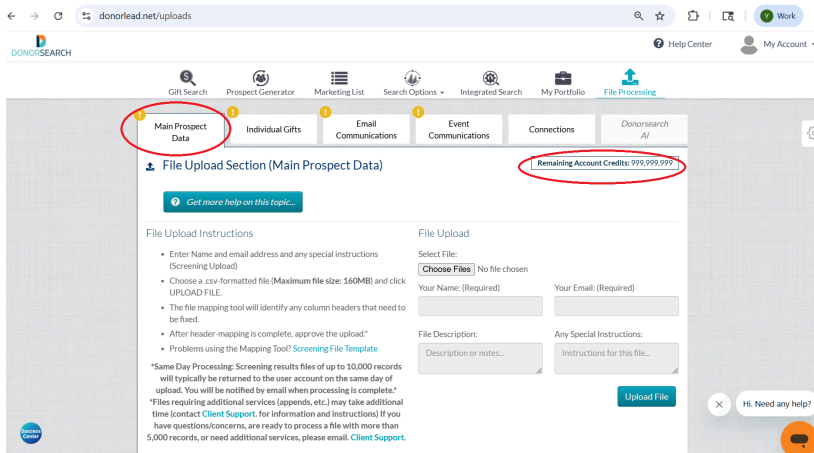 donorlead.net/uploads
Y Work
DONORSEARCH
Help Center
My Account
Gift Search
Prospect Generator
Marketing List
Search Options
Integrated Search
My Portfolio
File Processing
Main Prospect
Data
Individual Gifts
Email
Communications
Event
Communications
Connections
Donorsearch
AI
File Upload Section (Main Prospect Data)
Remaining Account Credits: 999,999,999
Get more help on this topic...
File Upload Instructions
• Enter Name and email address and any special instructions
(Screening Upload)
• Choose a .csv-formatted file (Maximum file size: 160MB) and click
UPLOAD FILE.
• The file mapping tool will identify any column headers that need to
be fixed.
• After header-mapping is complete, approve the upload.*
• Problems using the Mapping Tool? Screening File Template
*Same Day Processing: Screening results files of up to 10,000 records
will typically be returned to the user account on the same day of
upload. You will be notified by email when processing is complete.*
*Files requiring additional services (appends, etc.) may take additional
time (contact Client Support. for information and instructions) If you
have questions/concerns, are ready to process a file with more than
5,000 records, or need additional services, please email. Client Support.
File Upload
Select File:
Choose Files No file chosen
Your Name: (Required)
Your Email: (Required)
File Description:
Any Special Instructions:
Description or notes...
Instructions for this file...
Upload File
Hi. Need any help?
Success
Center